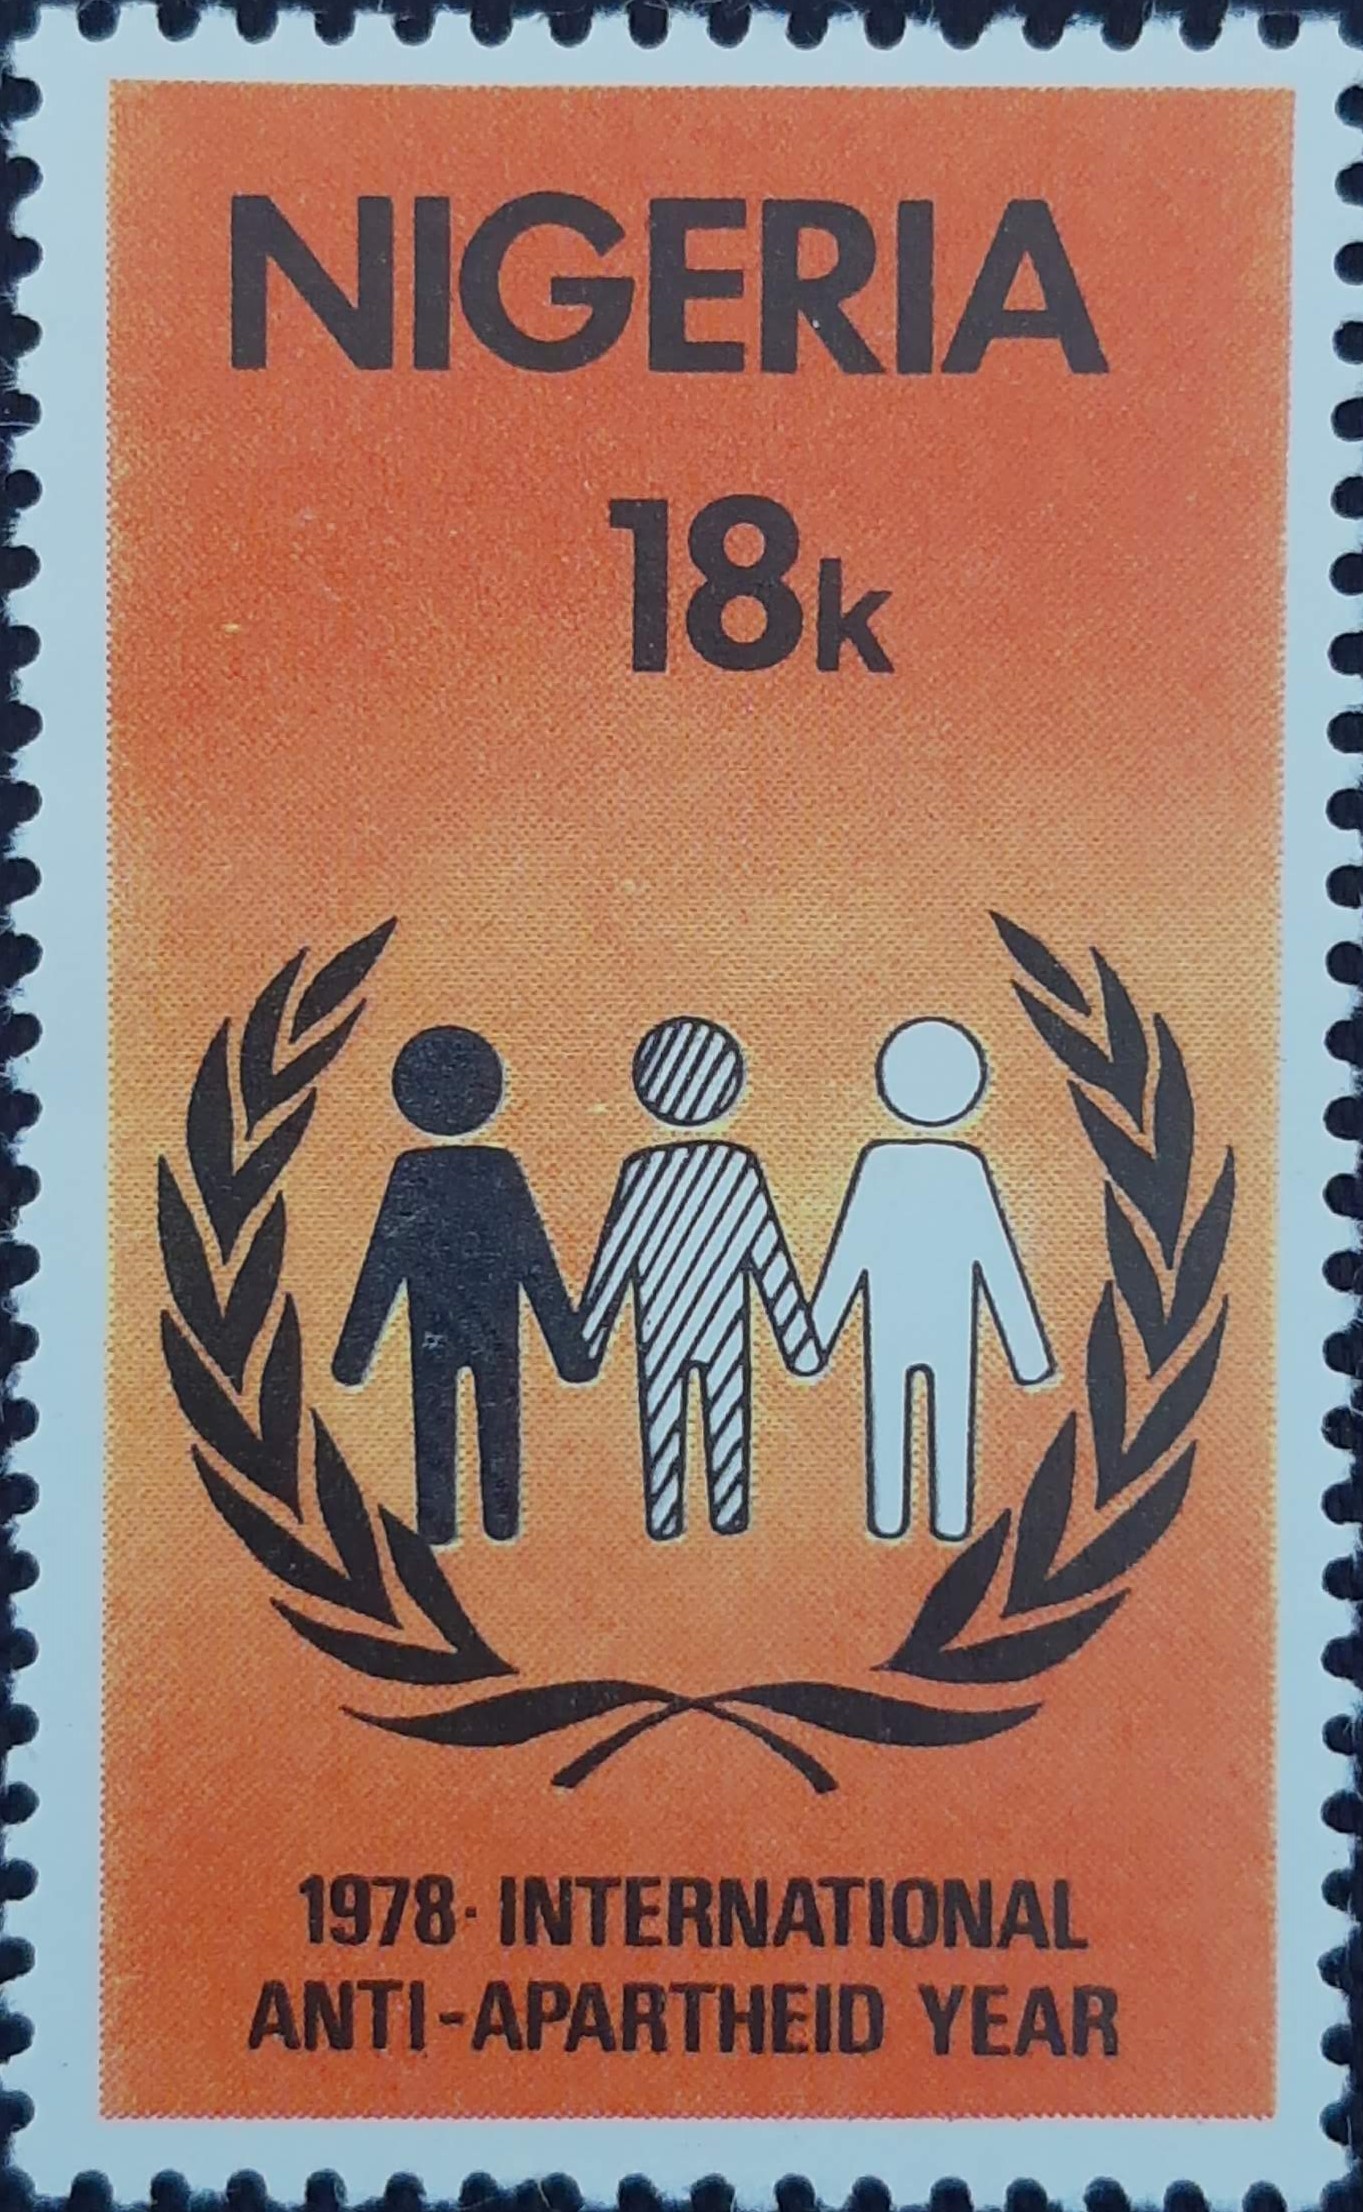 NIGERIA
18k
1978· INTERNATIONAL
ANTI-APARTHEID YEAR